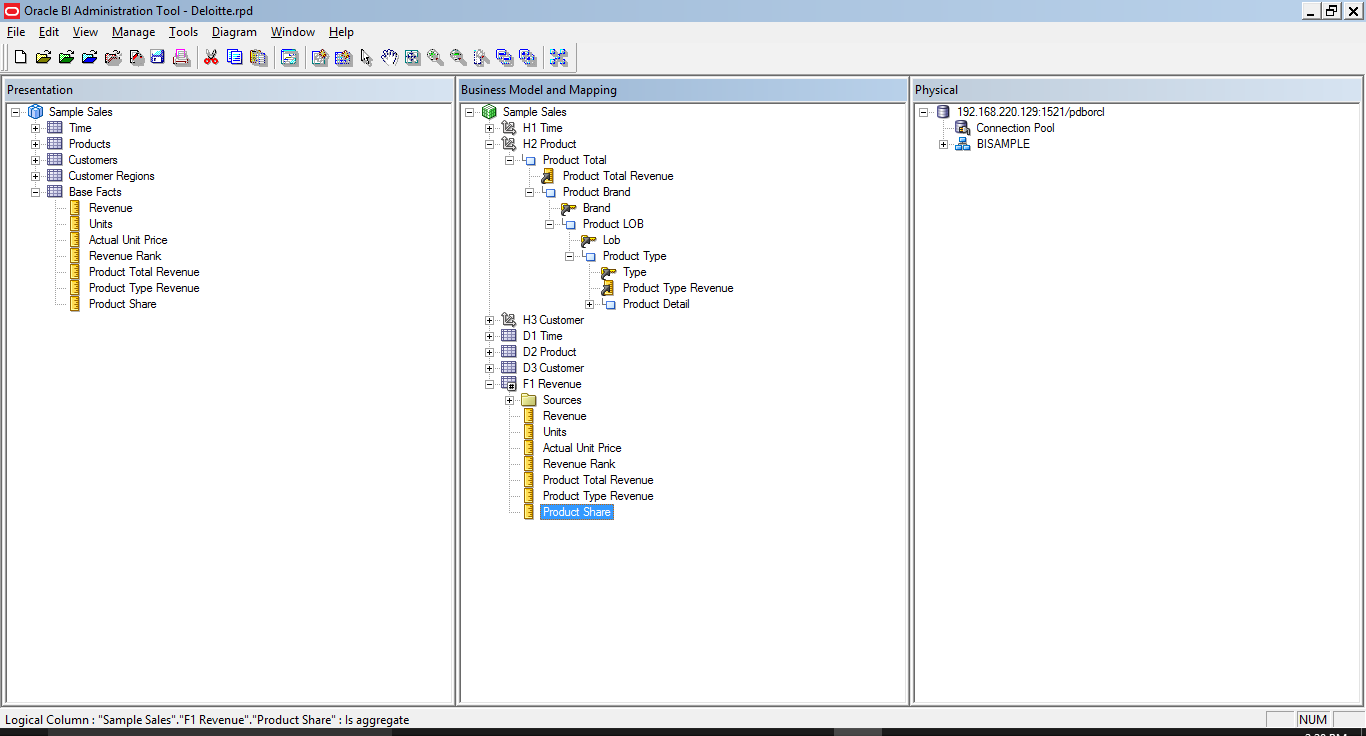 Oracle BI Administration Tool - Deloitte.rpd
File Edit View Manage Tools Diagram Window Help
Presentation
Sample Sales
Time
Products
Customers
Customer Regions
Base Facts
Revenue
Units
Actual Unit Price
Revenue Rank
Product Total Revenue
Product Type Revenue
Product Share
Business Model and Mapping
Sample Sales
H1 Time
H2 Product
Product Total
Product Total Revenue
Product Brand
Brand
Product LOB
Lob
Product Type
Type
Product Type Revenue
Product Detail
H3 Customer
D1 Time
D2 Product
D3 Customer
F1 Revenue
Sources
Revenue
Units
Actual Unit Price
Revenue Rank
Product Total Revenue
Product Type Revenue
Product Share
Physical
192.168.220.129:1521/pdborcl
Connection Pool
BISAMPLE
Logical Column : "Sample Sales"."F1 Revenue"."Product Share" : Is aggregate
NUM